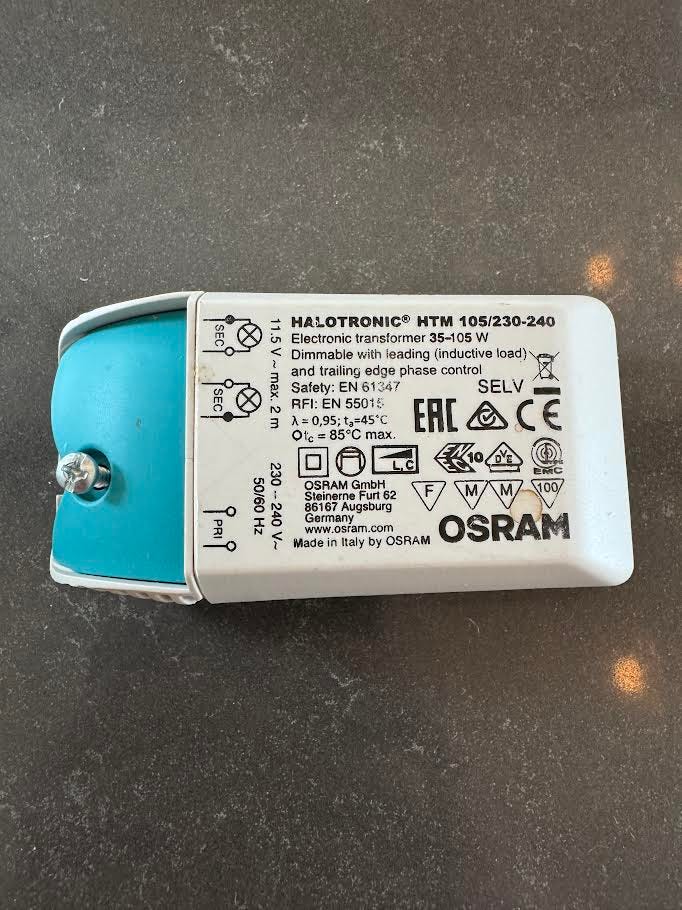 HALOTRONIC® HTM 105/230-240
Electronic transformer 35–105 W
Dimmable with leading (inductive load)
and trailing edge phase control
Safety: EN 61347
SELV
RFI: EN 55015
λ = 0,95; ta=45°C
tc = 85°C max.
EAC
CE
L,C
10
DVE
EMC
OSRAM GmbH
Steinerne Furt 62
86167 Augsburg
Germany
www.osram.com
Made in Italy by OSRAM
F
M
M
100
OSRAM
SEC
SEC
11.5 V ~ max. 2 m
PRI
230 – 240 V~
50/60 Hz